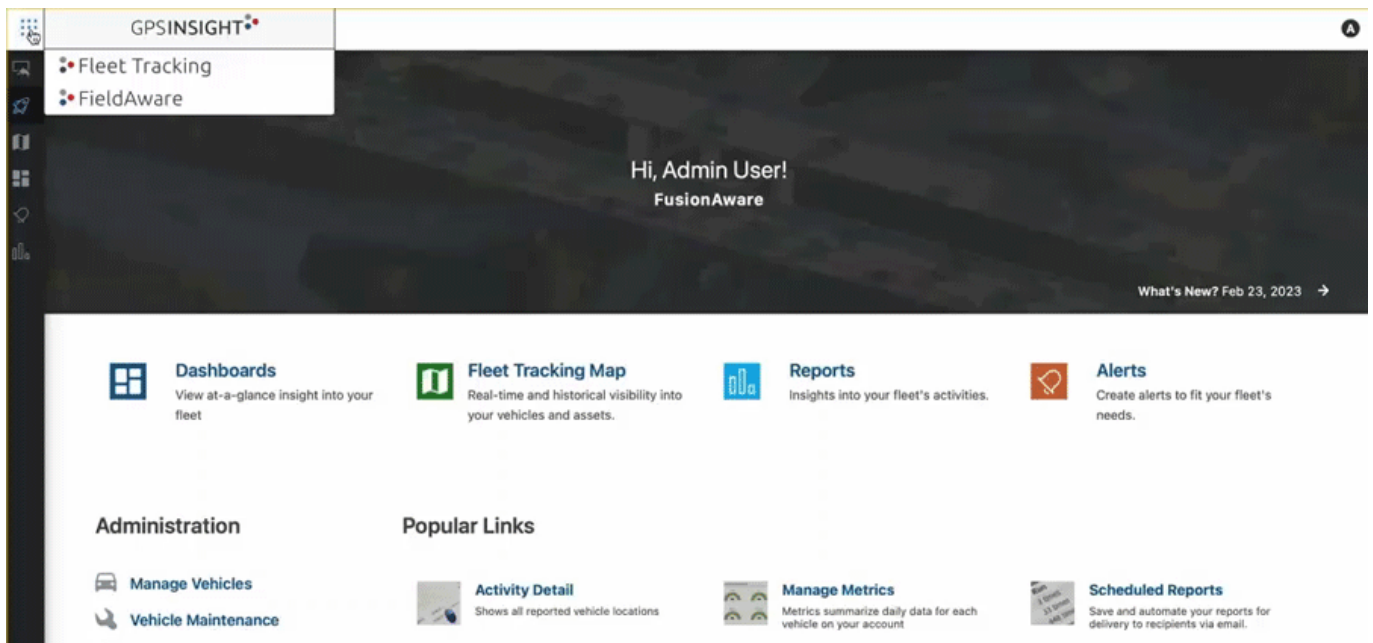 GPSINSIGHT
A
Fleet Tracking
FieldAware
Hi, Admin User!
FusionAware
What's New? Feb 23, 2023
Dashboards
View at-a-glance insight into your
fleet
Fleet Tracking Map
Real-time and historical visibility into
your vehicles and assets.
Reports
Insights into your fleet's activities.
Alerts
Create alerts to fit your fleet's
needs.
Administration
Popular Links
Manage Vehicles
Vehicle Maintenance
Activity Detail
Shows all reported vehicle locations
Manage Metrics
Metrics summarize daily data for each
vehicle on your account
Scheduled Reports
Save and automate your reports for
delivery to recipients via email.